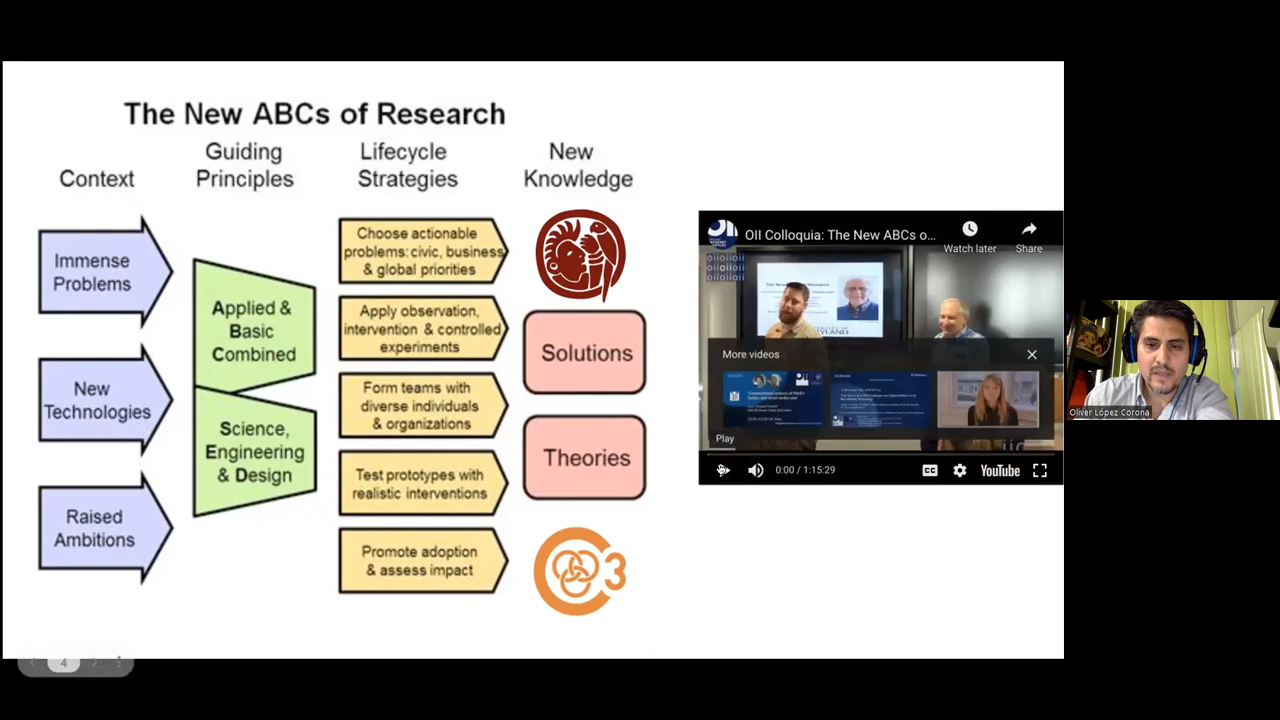 The New ABCs of Research
Context
Guiding
Principles
Lifecycle
Strategies
New
Knowledge
Immense
Problems
New
Technologies
Raised
Ambitions
Applied &
Basic
Combined
Science,
Engineering
& Design
Choose actionable
problems: civic, business
& global priorities
Apply observation,
intervention & controlled
experiments
Form teams with
diverse individuals
& organizations
Test prototypes with
realistic interventions
Promote adoption
& assess impact
Solutions
Theories
3
4
OII Colloquia: The New ABCs o...
Watch later
Share
More videos
Play
0:00 / 1:15:29
CC
YouTube
Oliver López Corona